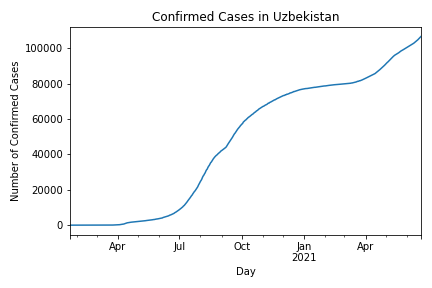 Confirmed Cases in Uzbekistan
Number of Confirmed Cases
100000
80000
60000
40000
20000
0
Apr Jul Oct Jan Apr
2021
Day